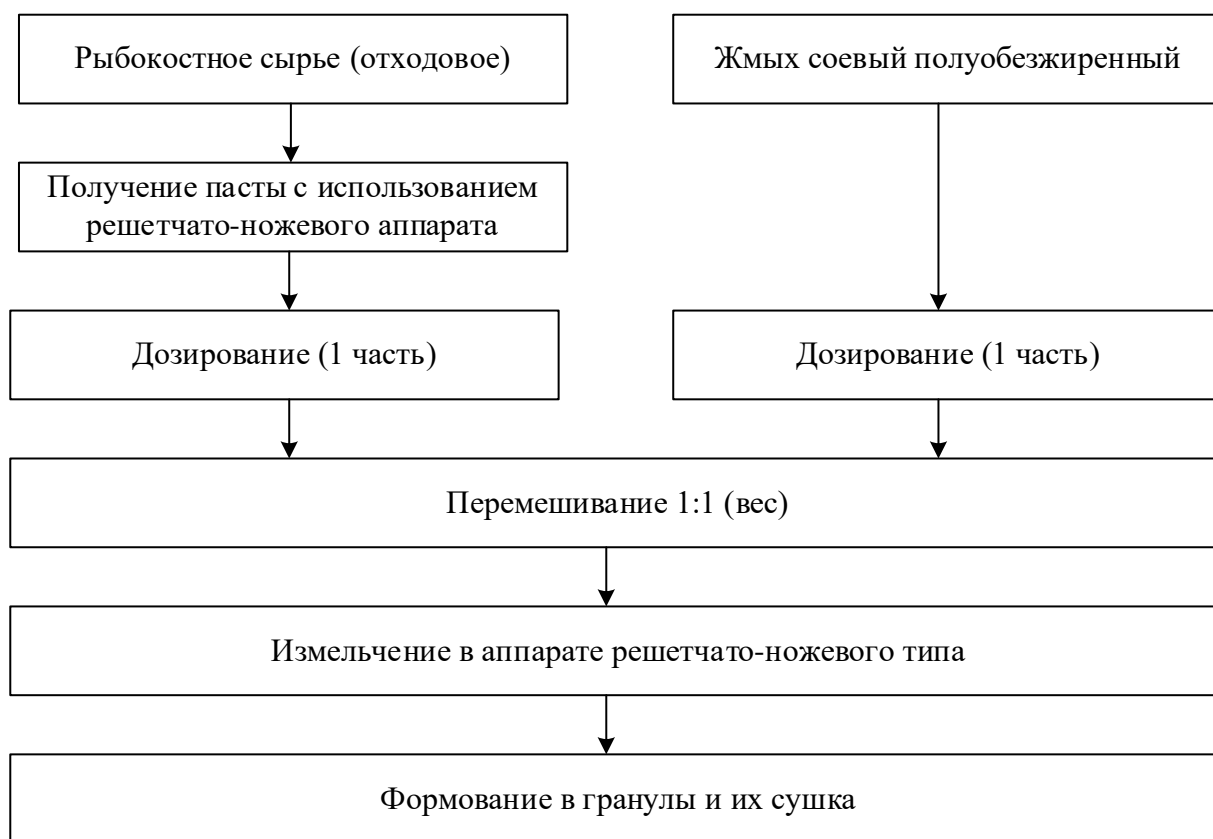 Рыбокостное сырье (отходовое)
Жмых соевый полуобезжиренный
Получение пасты с использованием
решетчато-ножевого аппарата
Дозирование (1 часть)
Дозирование (1 часть)
Перемешивание 1:1 (вес)
Измельчение в аппарате решетчато-ножевого типа
Формование в гранулы и их сушка